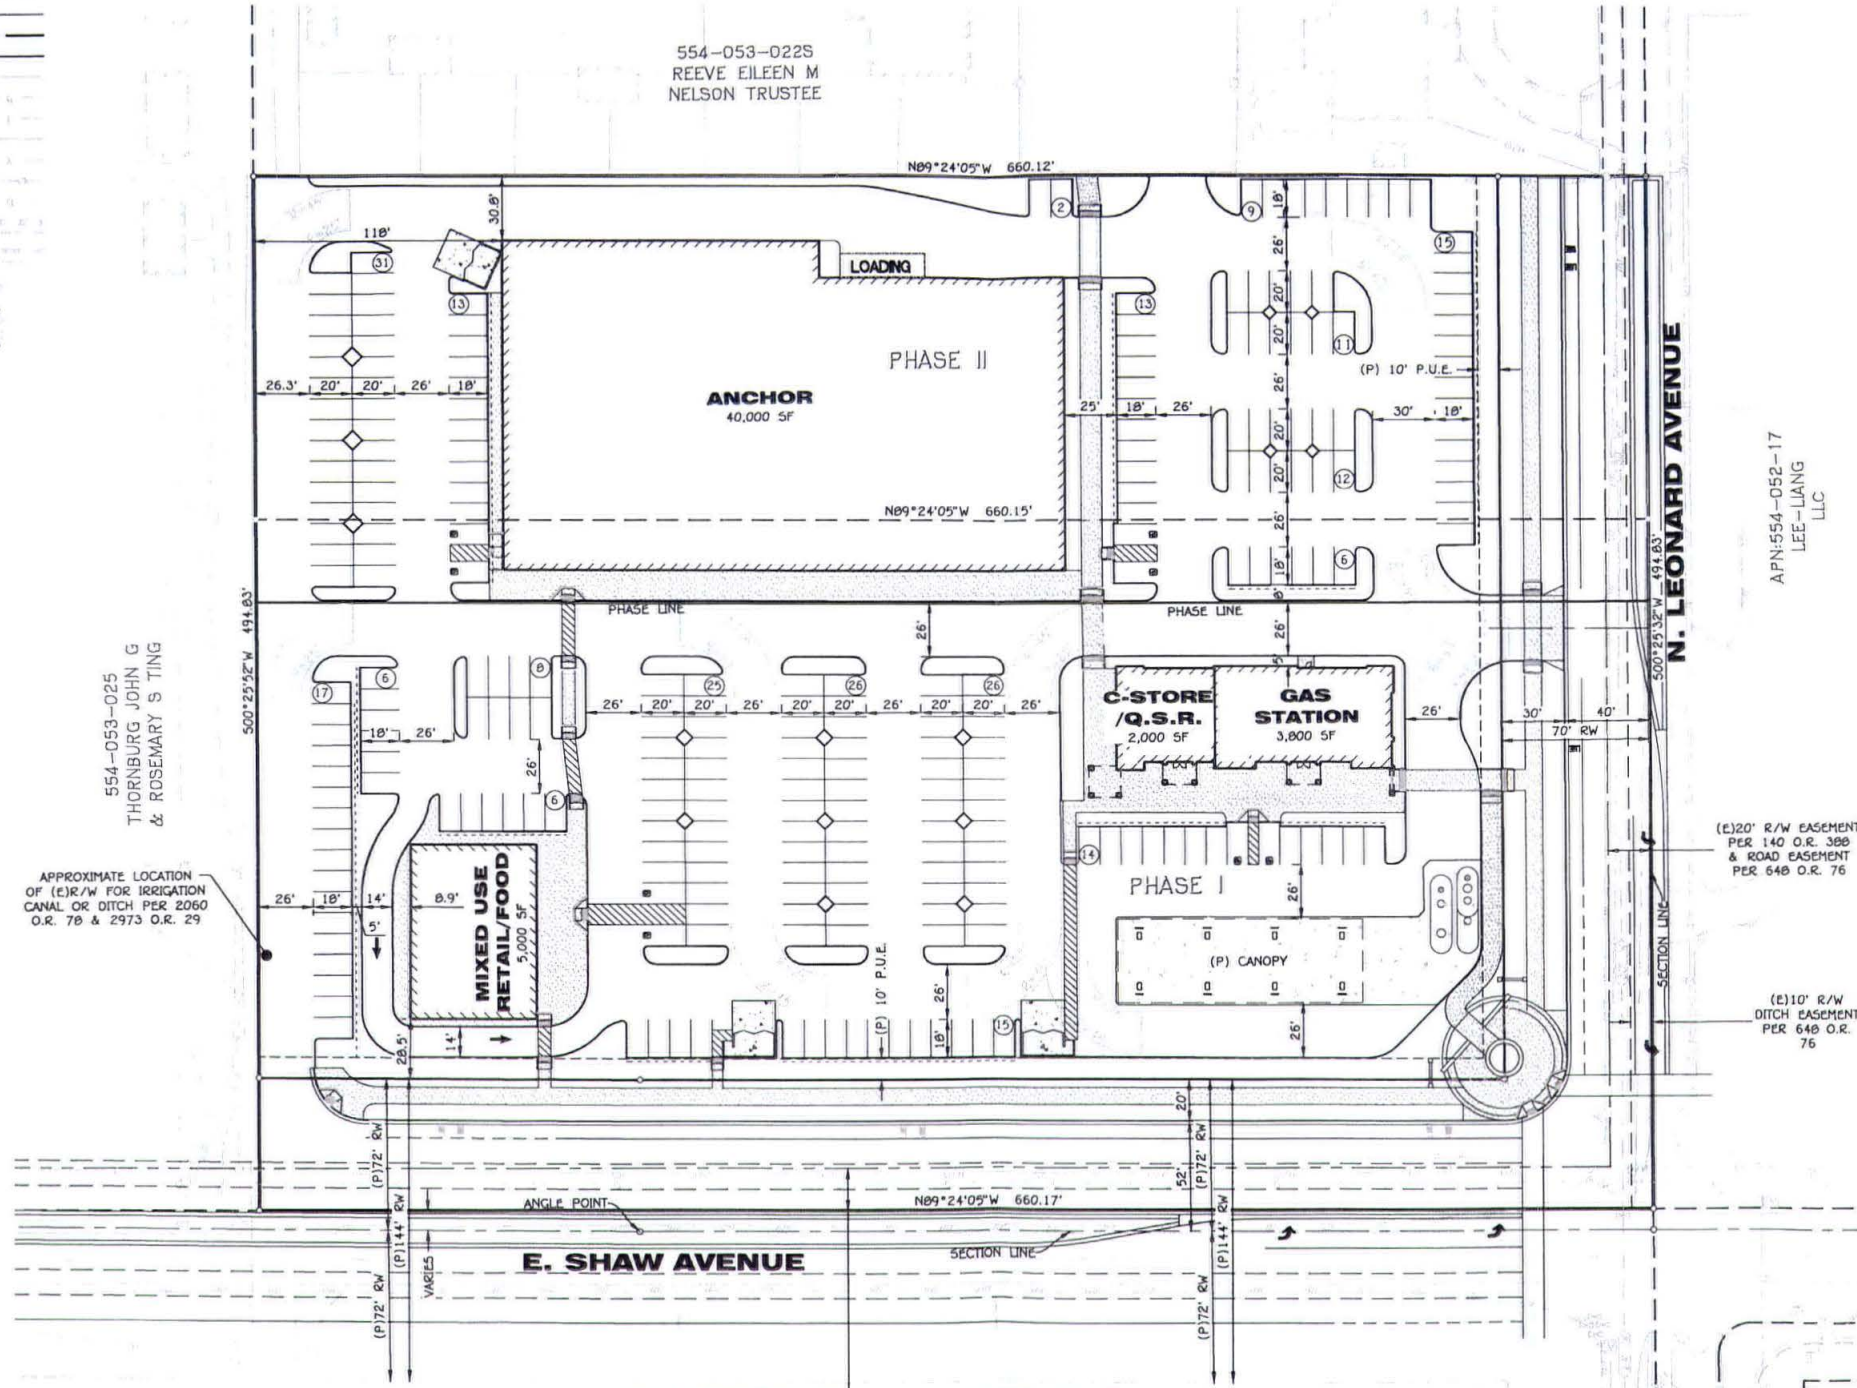 554-053-022S
REEVE EILEEN M
NELSON TRUSTEE
N89°24'05"W 660.12'
30.8'
118'
31
13
LOADING
2
9
18'
26'
15
13
20'
20'
11
PHASE II
ANCHOR
40,000 SF
26.3'
20'
20'
26'
18'
25'
18'
26'
26'
(P) 10' P.U.E.
30'
18'
20'
20'
12
N89°24'05"W 660.15'
26'
18'
6
N. LEONARD AVENUE
APN:554-052-17
LEE-LIANG
LLC
S00°25'52"W 494.83'
S00°25'32"W 494.83'
PHASE LINE
PHASE LINE
26'
26'
5'
554-053-025
THORNBURG JOHN G
& ROSEMARY S TING
17
6
8
25
26
26
18'
26'
26'
26'
20'
20'
26'
20'
20'
26'
20'
20'
26'
C-STORE
/Q.S.R.
2,000 SF
GAS
STATION
3,800 SF
26'
30'
40'
70' RW
6
14
PHASE I
26'
(P) CANOPY
26'
APPROXIMATE LOCATION
OF (E)R/W FOR IRRIGATION
CANAL OR DITCH PER 2060
O.R. 78 & 2973 O.R. 29
26'
18'
14'
5'
8.9'
MIXED USE
RETAIL/FOOD
5,000 SF
(E)20' R/W EASEMENT
PER 140 O.R. 388
& ROAD EASEMENT
PER 648 O.R. 76
SECTION LINE
(E)10' R/W
DITCH EASEMENT
PER 648 O.R.
76
(P) 10' P.U.E.
26'
18'
15
14'
28.5'
20'
52'
(P)72' RW
(P)144' RW
(P)72' RW
VARIES
(P)72' RW
(P)144' RW
(P)72' RW
ANGLE POINT
N89°24'05"W 660.17'
SECTION LINE
E. SHAW AVENUE